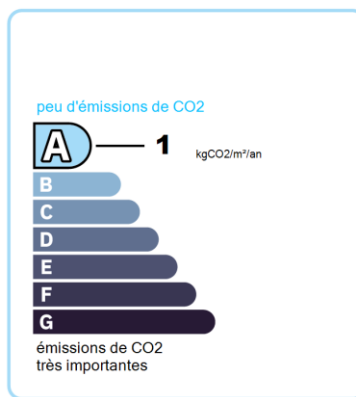 peu d'émissions de CO2
A 1 kgCO2/m²/an
B
C
D
E
F
G
émissions de CO2
très importantes